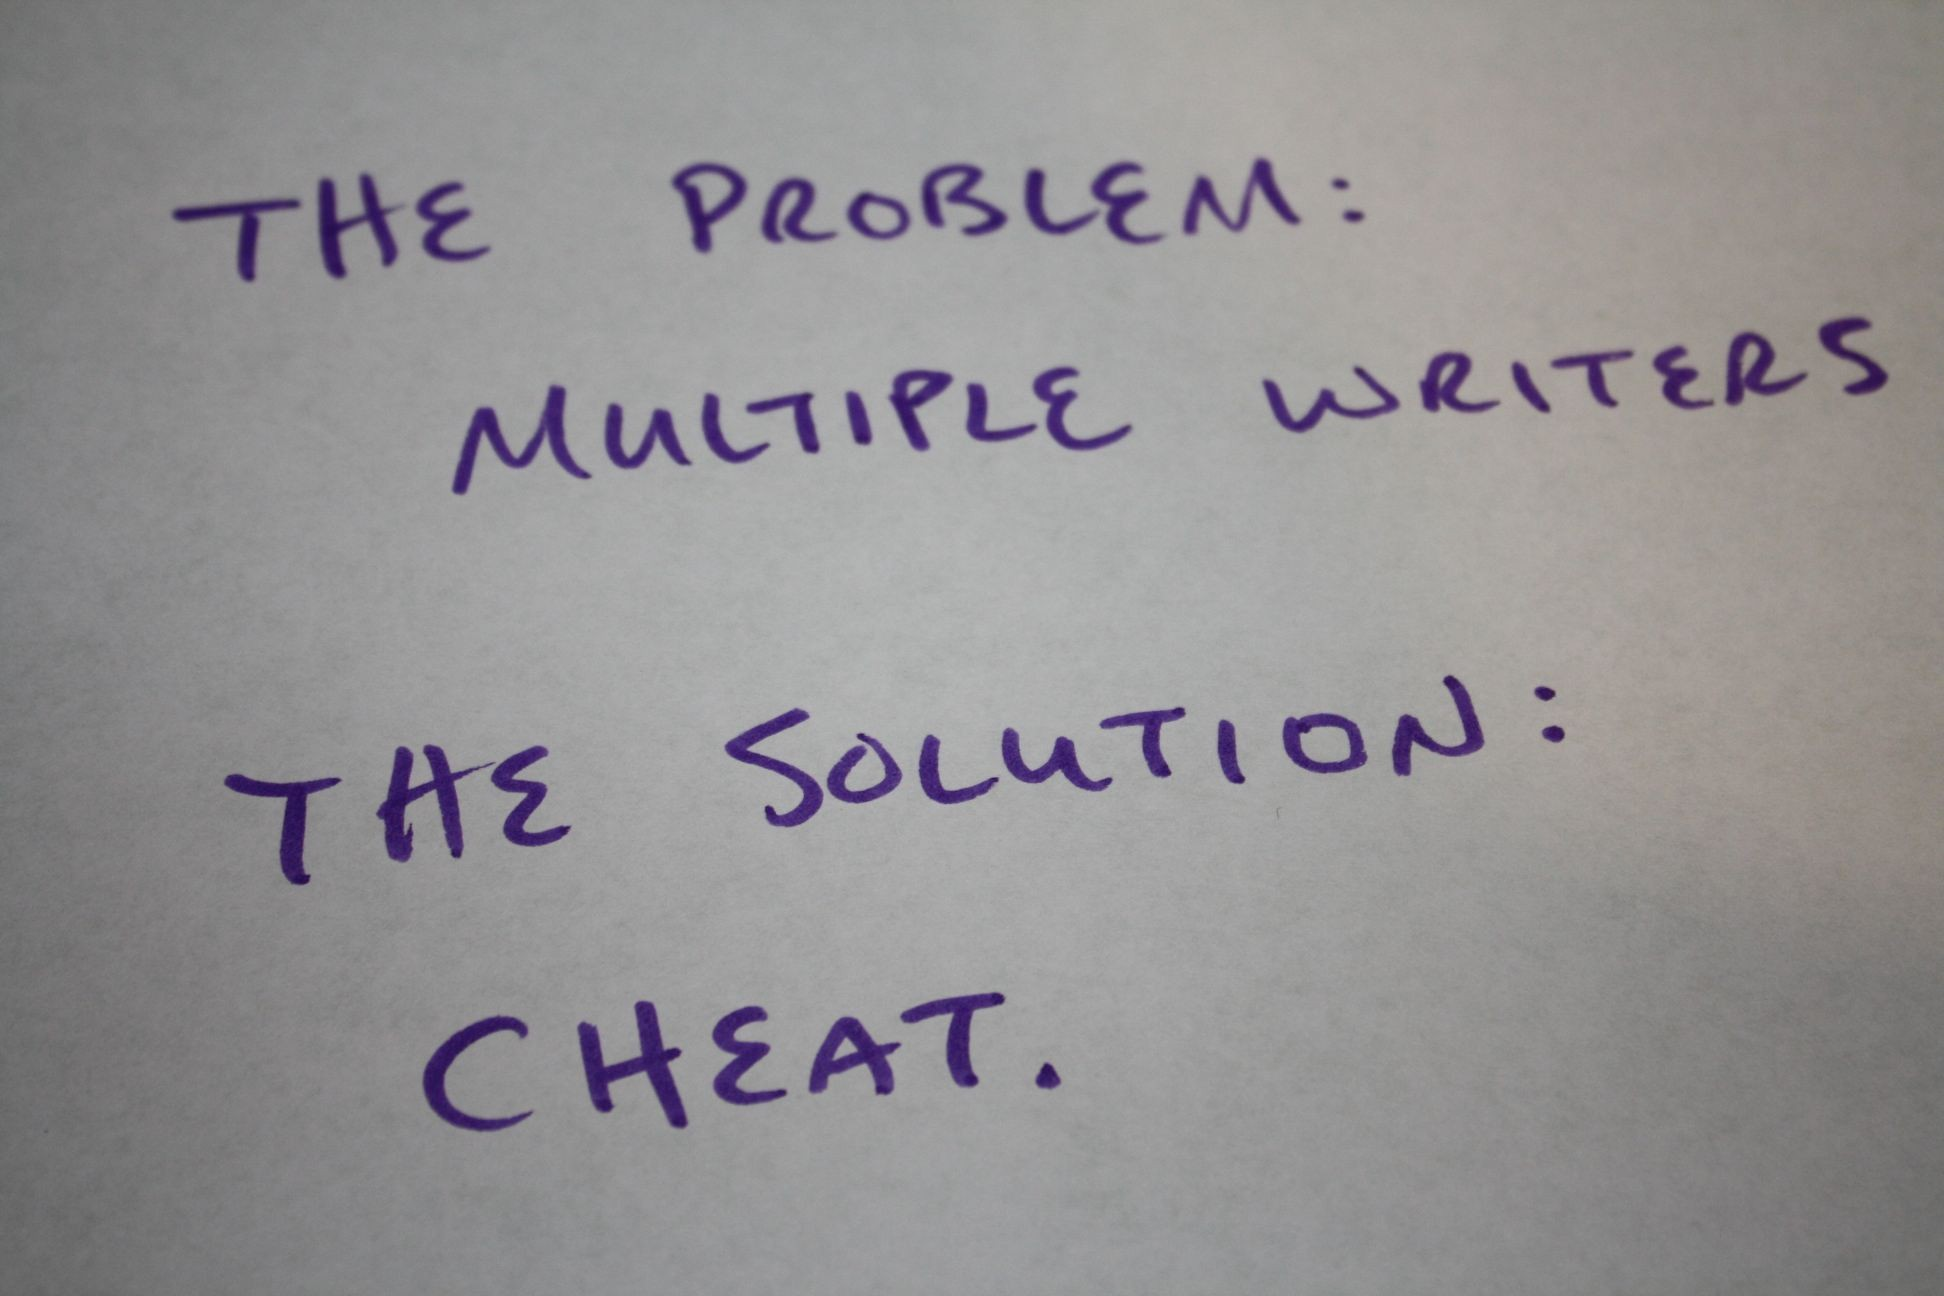 THE PROBLEM:
MULTIPLE WRITERS
THE SOLUTION:
CHEAT.